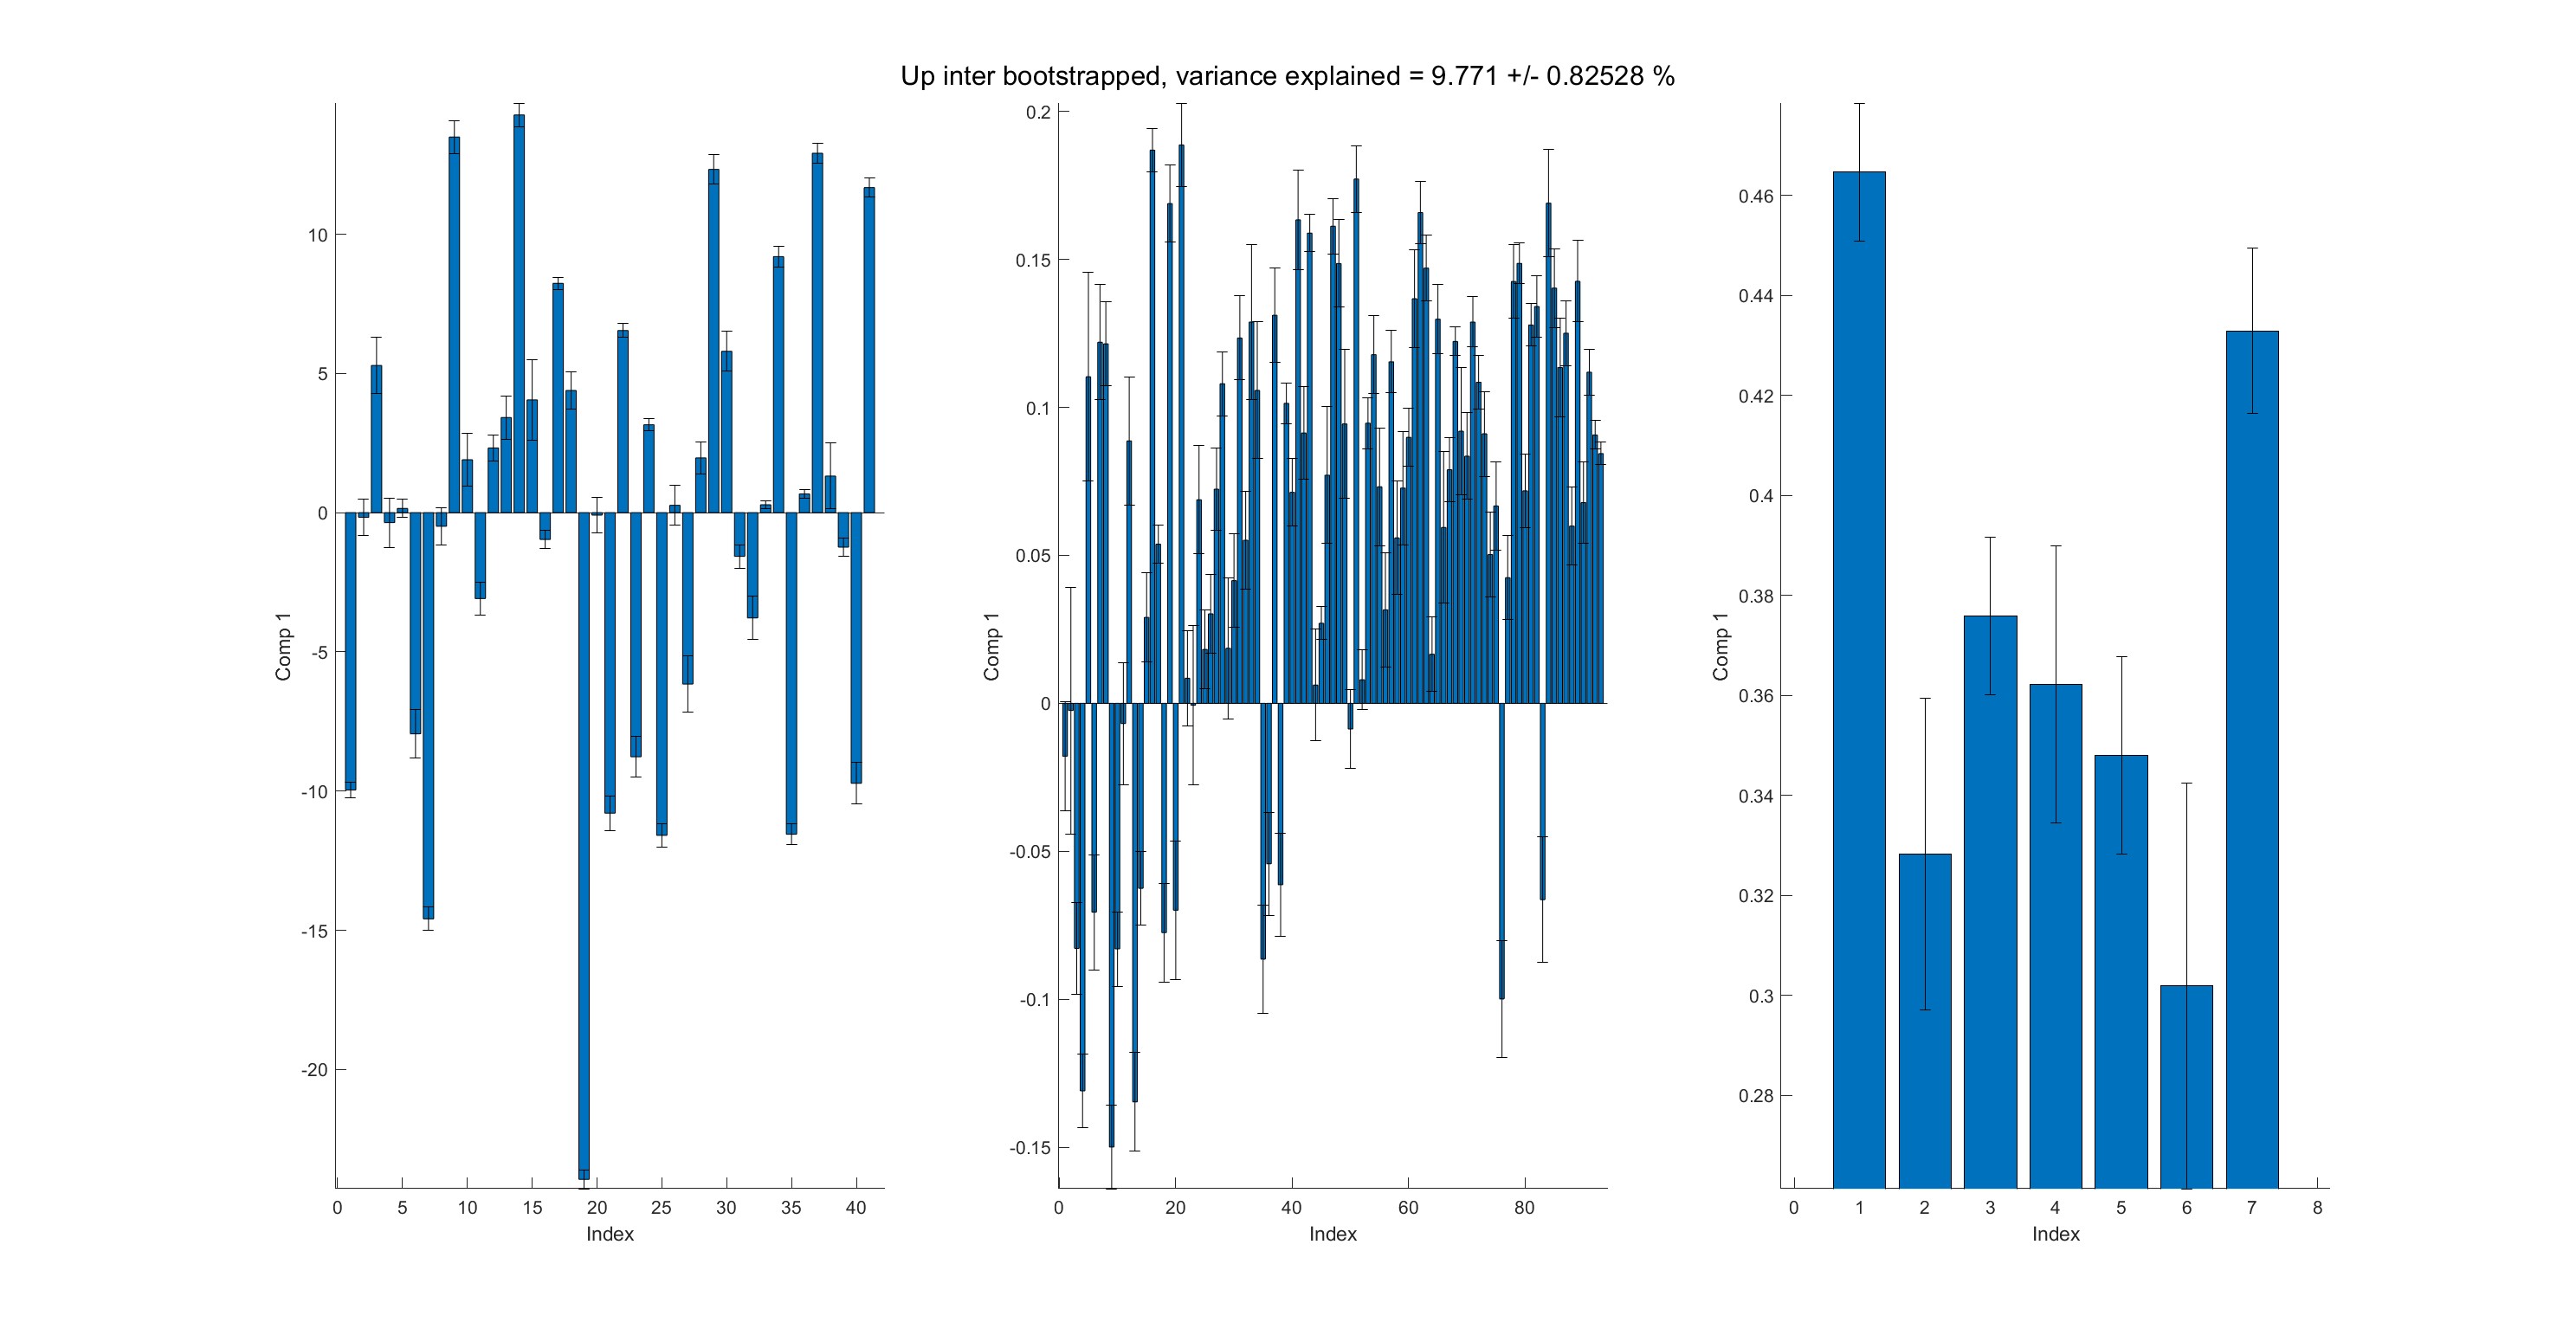 Up inter bootstrapped, variance explained = 9.771 +/- 0.82528 %
Comp 1
10
5
0
-5
-10
-15
-20
0 5 10 15 20 25 30 35 40
Index
Comp 1
0.2
0.15
0.1
0.05
0
-0.05
-0.1
-0.15
0 20 40 60 80
Index
Comp 1
0.46
0.44
0.42
0.4
0.38
0.36
0.34
0.32
0.3
0.28
0 1 2 3 4 5 6 7 8
Index